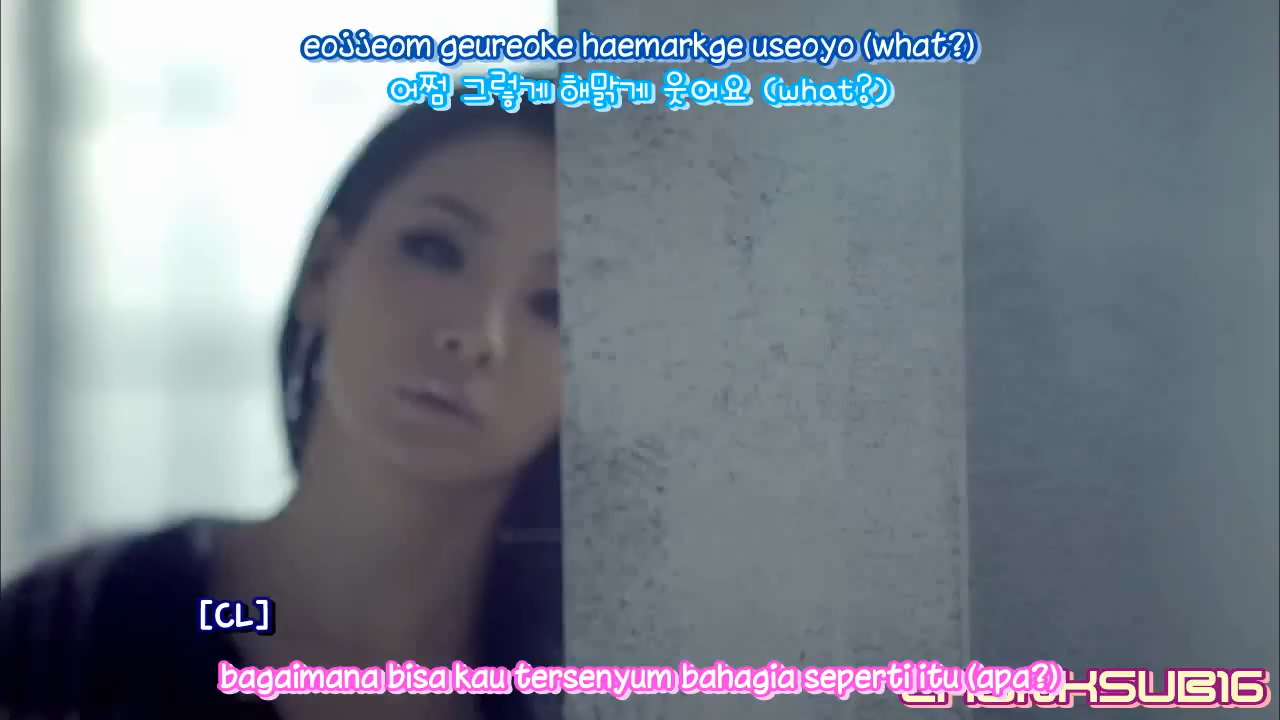 eojjeom geureoke haemarkge useoyo (what?)
어쩜 그렇게 해맑게 웃어요 (what?)
[CL]
bagaimana bisa kau tersenyum bahagia seperti itu (apa?)